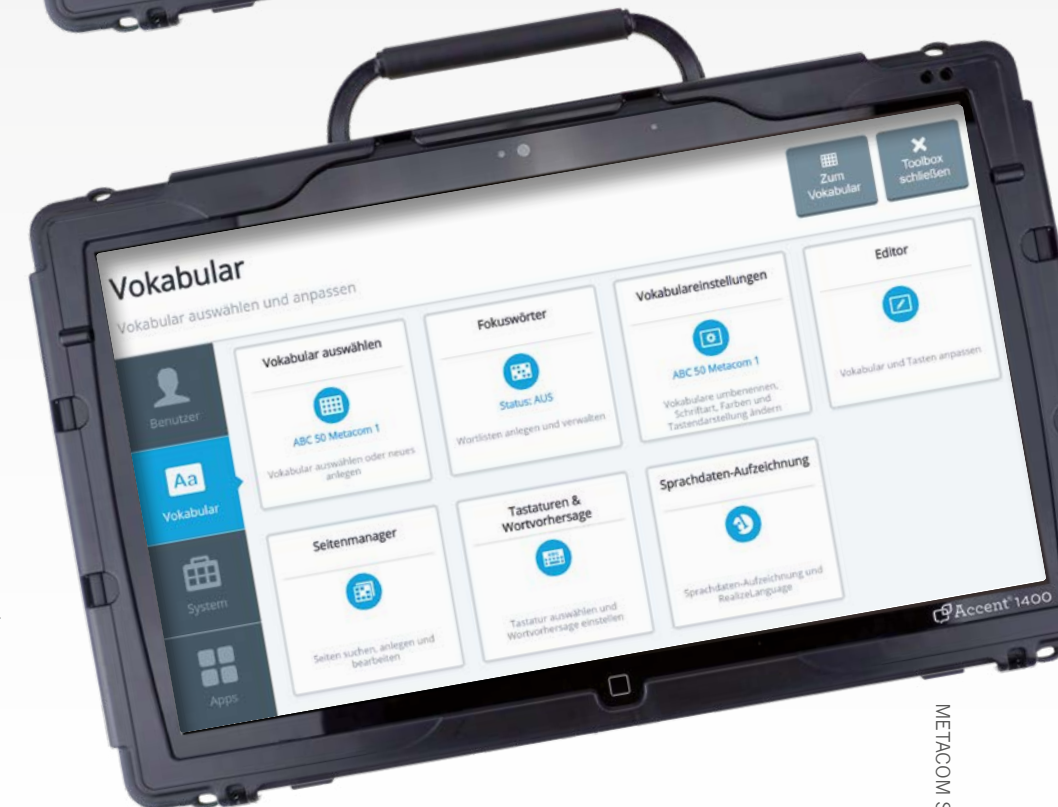 Zum
Vokabular
Toolbox
schließen
Vokabular
Vokabular auswählen und anpassen
Benutzer
Aa
Vokabular
System
Apps
Vokabular auswählen
ABC 50 Metacom 1
Vokabular auswählen oder neues
anlegen
Fokuswörter
Status: AUS
Wortlisten anlegen und verwalten
Vokabulareinstellungen
ABC 50 Metacom 1
Vokabulare umbenennen,
Schriftart, Farben und
Tastendarstellung ändern
Editor
Vokabular und Tasten anpassen
Seitenmanager
Seiten suchen, anlegen und
bearbeiten
Tastaturen &
Wortvorhersage
ABC
Tastatur auswählen und
Wortvorhersage einstellen
Sprachdaten-Aufzeichnung
Sprachdaten-Aufzeichnung und
RealizeLanguage
Accent® 1400
METACOM S